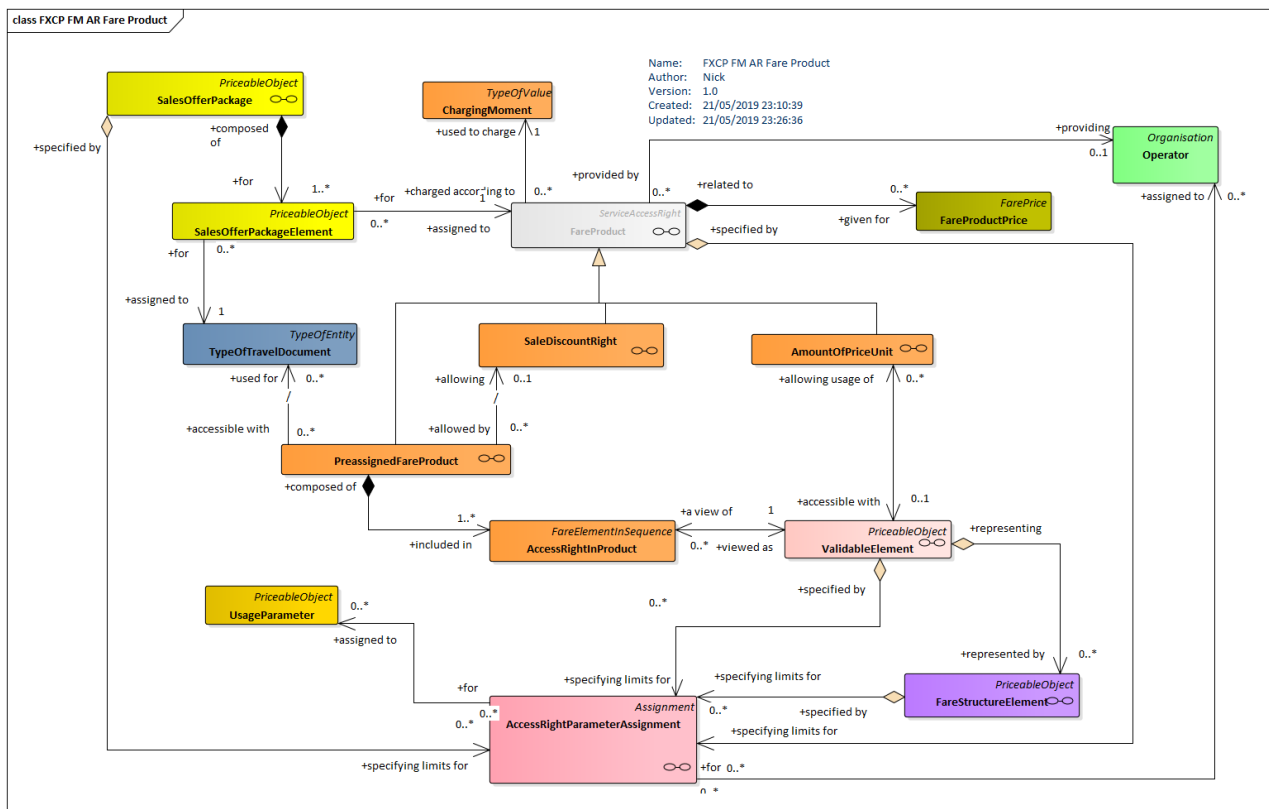 class FXCP FM AR Fare Product
Name: FXCP FM AR Fare Product
Author: Nick
Version: 1.0
Created: 21/05/2019 23:10:39
Updated: 21/05/2019 23:26:36
PriceableObject
SalesOfferPackage
TypeOfValue
ChargingMoment
+composed
of
+specified by
+used to charge
1
+providing
0..1
Organisation
Operator
+for
1..*
+charged according to
0..*
+provided by
0..*
+related to
0..*
+assigned to
0..*
PriceableObject
SalesOfferPackageElement
+for
0..*
1
+assigned to
ServiceAccessRight
FareProduct
FarePrice
FareProductPrice
+given for
+specified by
+for
0..*
+assigned to
1
TypeOfEntity
TypeOfTravelDocument
SaleDiscountRight
AmountOfPriceUnit
+used for
0..*
+allowing
0..1
+allowing usage of
0..*
/
/
+accessible with
0..*
+allowed by
0..*
PreassignedFareProduct
+composed of
+accessible with
0..1
1..*
+included in
FareElementInSequence
AccessRightInProduct
+a view of
1
0..*
+viewed as
PriceableObject
ValidableElement
+representing
+specified by
PriceableObject
UsageParameter
0..*
+assigned to
0..*
+represented by
0..*
+for
0..*
0..*
+specifying limits for
+specifying limits for
0..*
PriceableObject
FareStructureElement
+specified by
Assignment
AccessRightParameterAssignment
+specifying limits for
+specifying limits for
+for
0..*
0..*